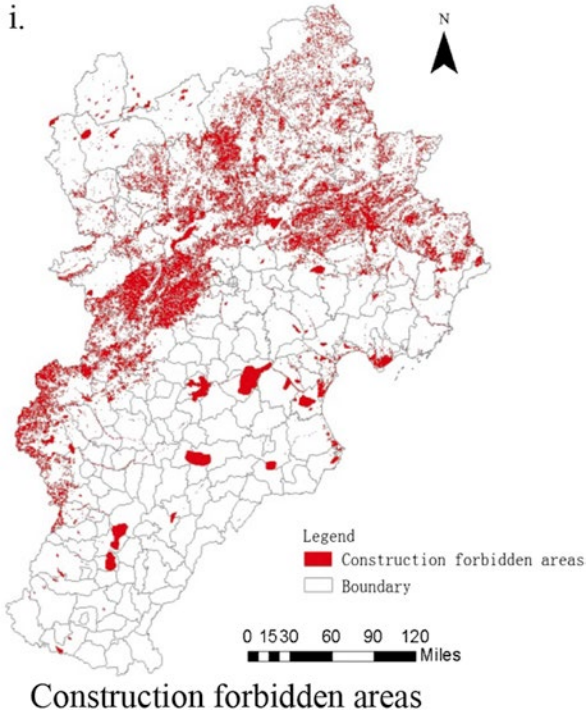 i.
N
Legend
Construction forbidden areas
Boundary
0 15 30 60 90 120
Miles
Construction forbidden areas